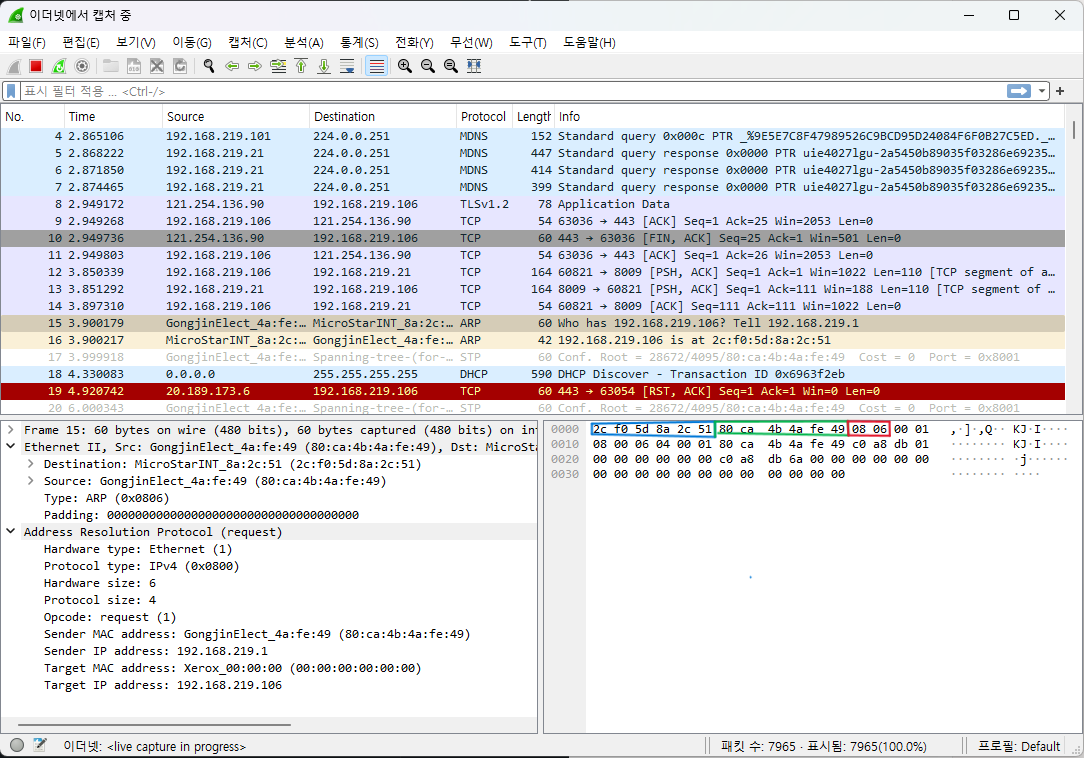 이더넷에서 캡처 중
파일(F) 편집(E) 보기(V) 이동(G) 캡처(C) 분석(A) 통계(S) 전화(Y) 무선(W) 도구(T) 도움말(H)
표시 필터 적용 ... <Ctrl-/>
No. Time Source Destination Protocol Length Info
4 2.865106 192.168.219.101 224.0.0.251 MDNS 152 Standard query 0x000c PTR _%9E5E7C8F47989526C9BCD95D24084F6F0B27C5ED._…
5 2.868222 192.168.219.21 224.0.0.251 MDNS 447 Standard query response 0x0000 PTR uie4027lgu-2a5450b89035f03286e69235…
6 2.871850 192.168.219.21 224.0.0.251 MDNS 414 Standard query response 0x0000 PTR uie4027lgu-2a5450b89035f03286e69235…
7 2.874465 192.168.219.21 224.0.0.251 MDNS 399 Standard query response 0x0000 PTR uie4027lgu-2a5450b89035f03286e69235…
8 2.949172 121.254.136.90 192.168.219.106 TLSv1.2 78 Application Data
9 2.949268 192.168.219.106 121.254.136.90 TCP 54 63036 → 443 [ACK] Seq=1 Ack=25 Win=2053 Len=0
10 2.949736 121.254.136.90 192.168.219.106 TCP 60 443 → 63036 [FIN, ACK] Seq=25 Ack=1 Win=501 Len=0
11 2.949803 192.168.219.106 121.254.136.90 TCP 54 63036 → 443 [ACK] Seq=1 Ack=26 Win=2053 Len=0
12 3.850339 192.168.219.106 192.168.219.21 TCP 164 60821 → 8009 [PSH, ACK] Seq=1 Ack=1 Win=1022 Len=110 [TCP segment of a…
13 3.851292 192.168.219.21 192.168.219.106 TCP 164 8009 → 60821 [PSH, ACK] Seq=1 Ack=111 Win=188 Len=110 [TCP segment of …
14 3.897310 192.168.219.106 192.168.219.21 TCP 54 60821 → 8009 [ACK] Seq=111 Ack=111 Win=1022 Len=0
15 3.900179 GongjinElect_4a:fe:… MicroStarINT_8a:2c:… ARP 60 Who has 192.168.219.106? Tell 192.168.219.1
16 3.900217 MicroStarINT_8a:2c:… GongjinElect_4a:fe:… ARP 42 192.168.219.106 is at 2c:f0:5d:8a:2c:51
17 3.999918 GongjinElect_4a:fe:… Spanning-tree-(for-… STP 60 Conf. Root = 28672/4095/80:ca:4b:4a:fe:49 Cost = 0 Port = 0x8001
18 4.330083 0.0.0.0 255.255.255.255 DHCP 590 DHCP Discover - Transaction ID 0x6963f2eb
19 4.920742 20.189.173.6 192.168.219.106 TCP 60 443 → 63054 [RST, ACK] Seq=1 Ack=1 Win=0 Len=0
20 6.000343 GongjinElect_4a:fe:… Spanning-tree-(for-… STP 60 Conf. Root = 28672/4095/80:ca:4b:4a:fe:49 Cost = 0 Port = 0x8001
Frame 15: 60 bytes on wire (480 bits), 60 bytes captured (480 bits) on int
Ethernet II, Src: GongjinElect_4a:fe:49 (80:ca:4b:4a:fe:49), Dst: MicroSta
Destination: MicroStarINT_8a:2c:51 (2c:f0:5d:8a:2c:51)
Source: GongjinElect_4a:fe:49 (80:ca:4b:4a:fe:49)
Type: ARP (0x0806)
Padding: 000000000000000000000000000000000000
Address Resolution Protocol (request)
Hardware type: Ethernet (1)
Protocol type: IPv4 (0x0800)
Hardware size: 6
Protocol size: 4
Opcode: request (1)
Sender MAC address: GongjinElect_4a:fe:49 (80:ca:4b:4a:fe:49)
Sender IP address: 192.168.219.1
Target MAC address: Xerox_00:00:00 (00:00:00:00:00:00)
Target IP address: 192.168.219.106
0000 2c f0 5d 8a 2c 51 80 ca 4b 4a fe 49 08 06 00 01 ,·],Q·· KJ·I····
0010 08 00 06 04 00 01 80 ca 4b 4a fe 49 c0 a8 db 01 ········ KJ·I····
0020 00 00 00 00 00 00 c0 a8 db 6a 00 00 00 00 00 00 ········ ·j······
0030 00 00 00 00 00 00 00 00 00 00 00 00 ········ ····
이더넷: <live capture in progress>
패킷 수: 7965 · 표시됨: 7965(100.0%)
프로필: Default